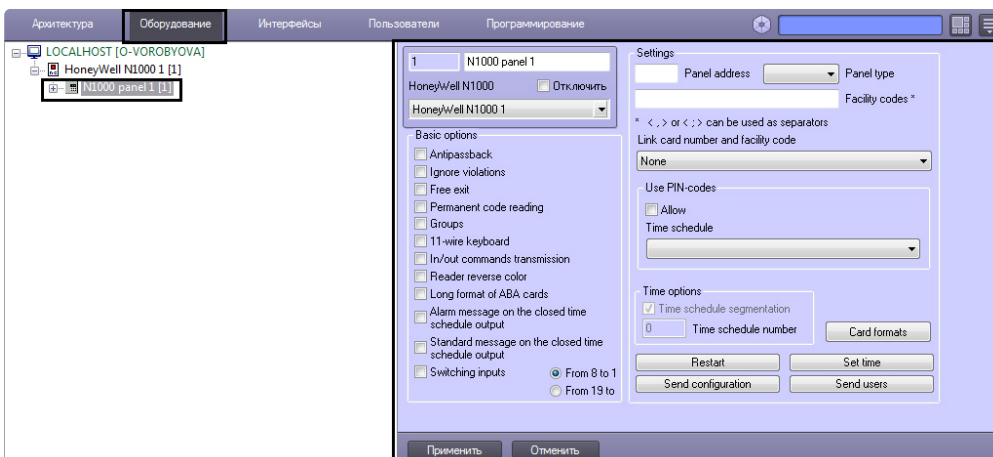 Архитектура Оборудование Интерфейсы Пользователи Программирование
LOCALHOST [O-VOROBYOVA]
HoneyWell N1000 1 [1]
N1000 panel 1 [1]
1 N1000 panel 1
HoneyWell N1000 Отключить
HoneyWell N1000 1
Basic options
Antipassback
Ignore violations
Free exit
Permanent code reading
Groups
11-wire keyboard
In/out commands transmission
Reader reverse color
Long format of ABA cards
Alarm message on the closed time
schedule output
Standard message on the closed time
schedule output
Switching inputs From 8 to 1
From 19 to
Settings
Panel address Panel type
Facility codes *
* < , > or < ; > can be used as separators
Link card number and facility code
None
Use PIN-codes
Allow
Time schedule
Time options
Time schedule segmentation
0 Time schedule number
Card formats
Restart Set time
Send configuration Send users
Применить Отменить